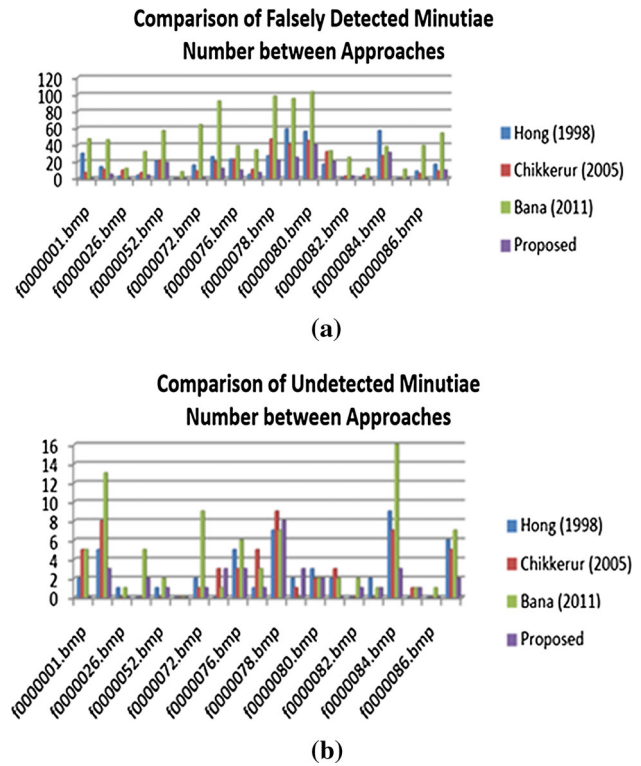 Comparison of Falsely Detected Minutiae
Number between Approaches
120
100
80
60
40
20
0
f0000001.bmp
f0000026.bmp
f0000052.bmp
f0000072.bmp
f0000076.bmp
f0000078.bmp
f0000080.bmp
f0000082.bmp
f0000084.bmp
f0000086.bmp
Hong (1998)
Chikkerur (2005)
Bana (2011)
Proposed
(a)
Comparison of Undetected Minutiae
Number between Approaches
16
14
12
10
8
6
4
2
0
f0000001.bmp
f0000026.bmp
f0000052.bmp
f0000072.bmp
f0000076.bmp
f0000078.bmp
f0000080.bmp
f0000082.bmp
f0000084.bmp
f0000086.bmp
Hong (1998)
Chikkerur (2005)
Bana (2011)
Proposed
(b)